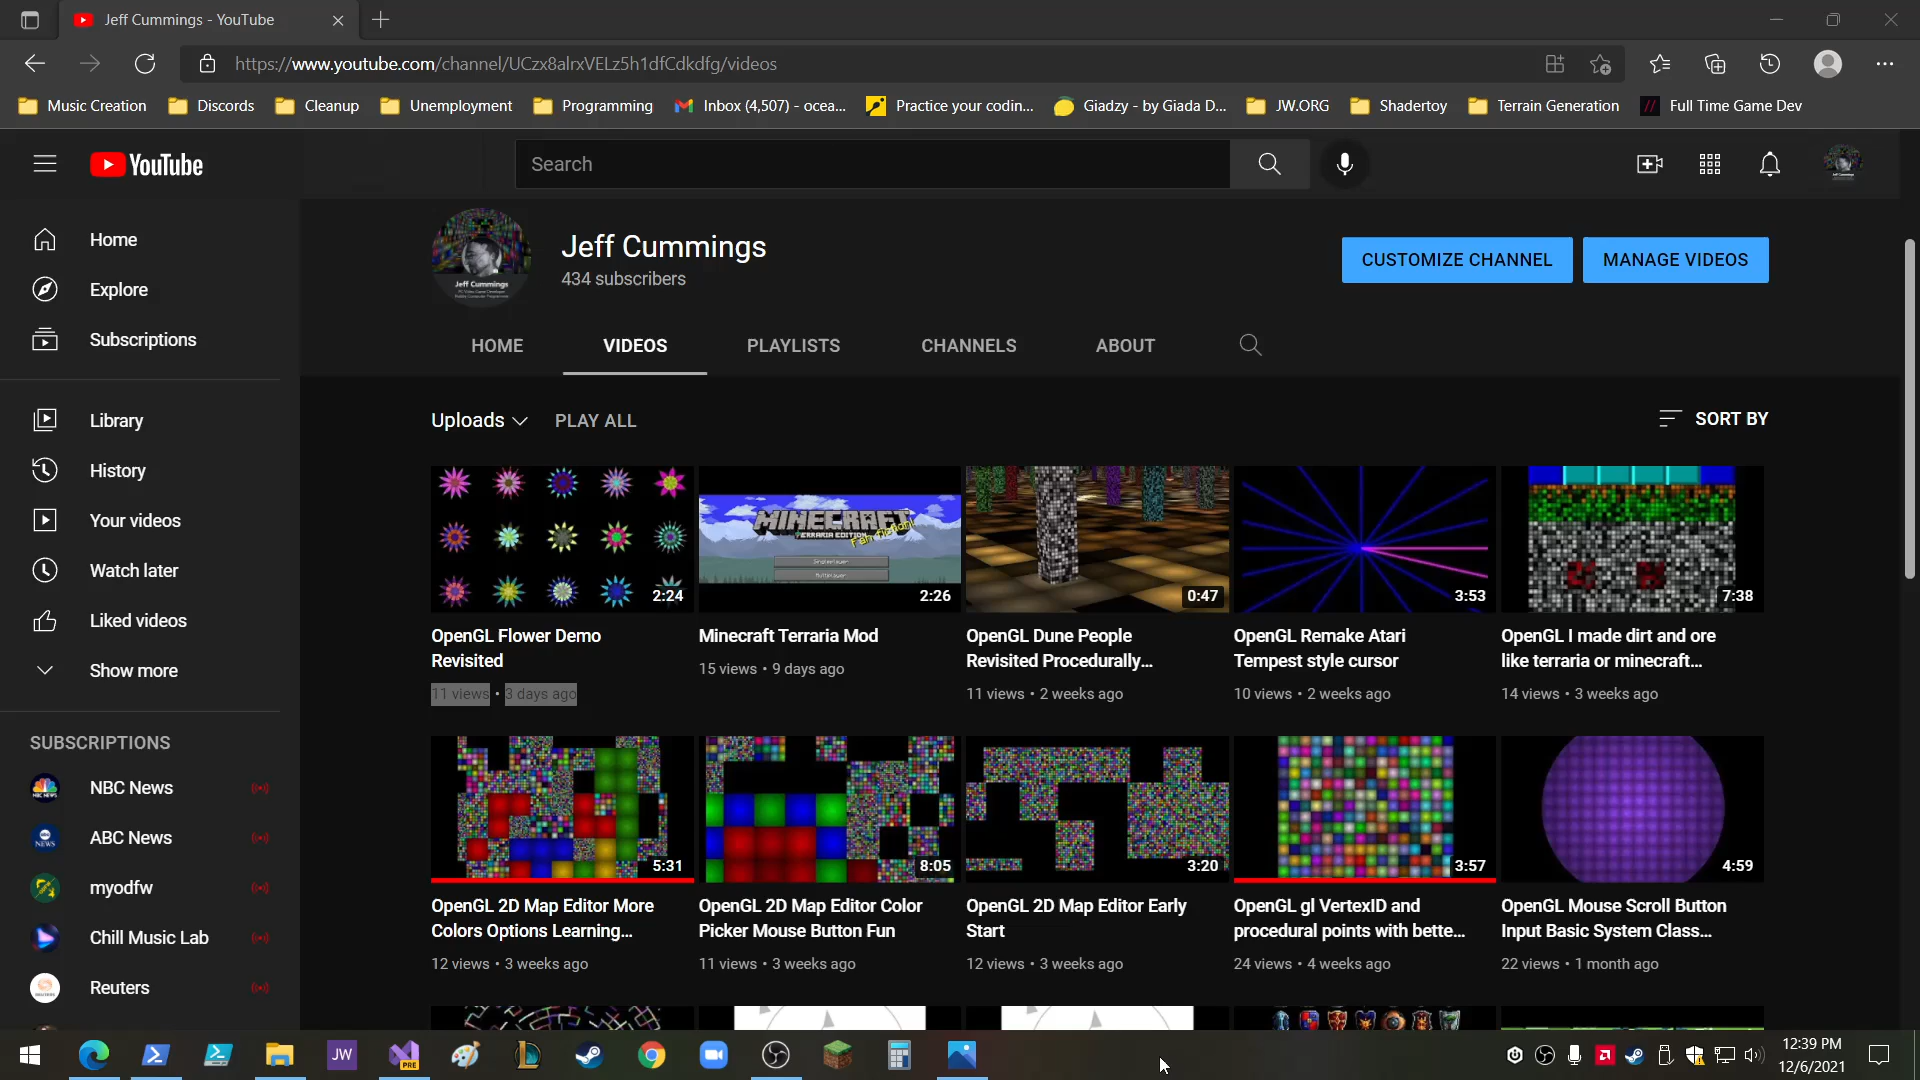 Jeff Cummings - YouTube
https://www.youtube.com/channel/UCzx8alrxVELz5h1dfCdkdfg/videos
Music Creation Discords Cleanup Unemployment Programming Inbox (4,507) - ocea... Practice your codin... Giadzy - by Giada D... JW.ORG Shadertoy Terrain Generation Full Time Game Dev
YouTube
Search
Home
Explore
Subscriptions
Library
History
Your videos
Watch later
Liked videos
Show more
SUBSCRIPTIONS
NBC News
ABC News
myodfw
Chill Music Lab
Reuters
Jeff Cummings
Jeff Cummings
434 subscribers
CUSTOMIZE CHANNEL MANAGE VIDEOS
HOME VIDEOS PLAYLISTS CHANNELS ABOUT
Uploads PLAY ALL
SORT BY
2:24
MINECRAFT
TERRARIA EDITION
Fan fiction!
Singleplayer
Multiplayer
2:26
0:47
3:53
7:38
OpenGL Flower Demo
Revisited
11 views • 3 days ago
Minecraft Terraria Mod
15 views • 9 days ago
OpenGL Dune People
Revisited Procedurally...
11 views • 2 weeks ago
OpenGL Remake Atari
Tempest style cursor
10 views • 2 weeks ago
OpenGL I made dirt and ore
like terraria or minecraft...
14 views • 3 weeks ago
5:31
8:05
3:20
3:57
4:59
OpenGL 2D Map Editor More
Colors Options Learning...
12 views • 3 weeks ago
OpenGL 2D Map Editor Color
Picker Mouse Button Fun
11 views • 3 weeks ago
OpenGL 2D Map Editor Early
Start
12 views • 3 weeks ago
OpenGL gl VertexID and
procedural points with bette...
24 views • 4 weeks ago
OpenGL Mouse Scroll Button
Input Basic System Class...
22 views • 1 month ago
JW
PRE
12:39 PM
12/6/2021